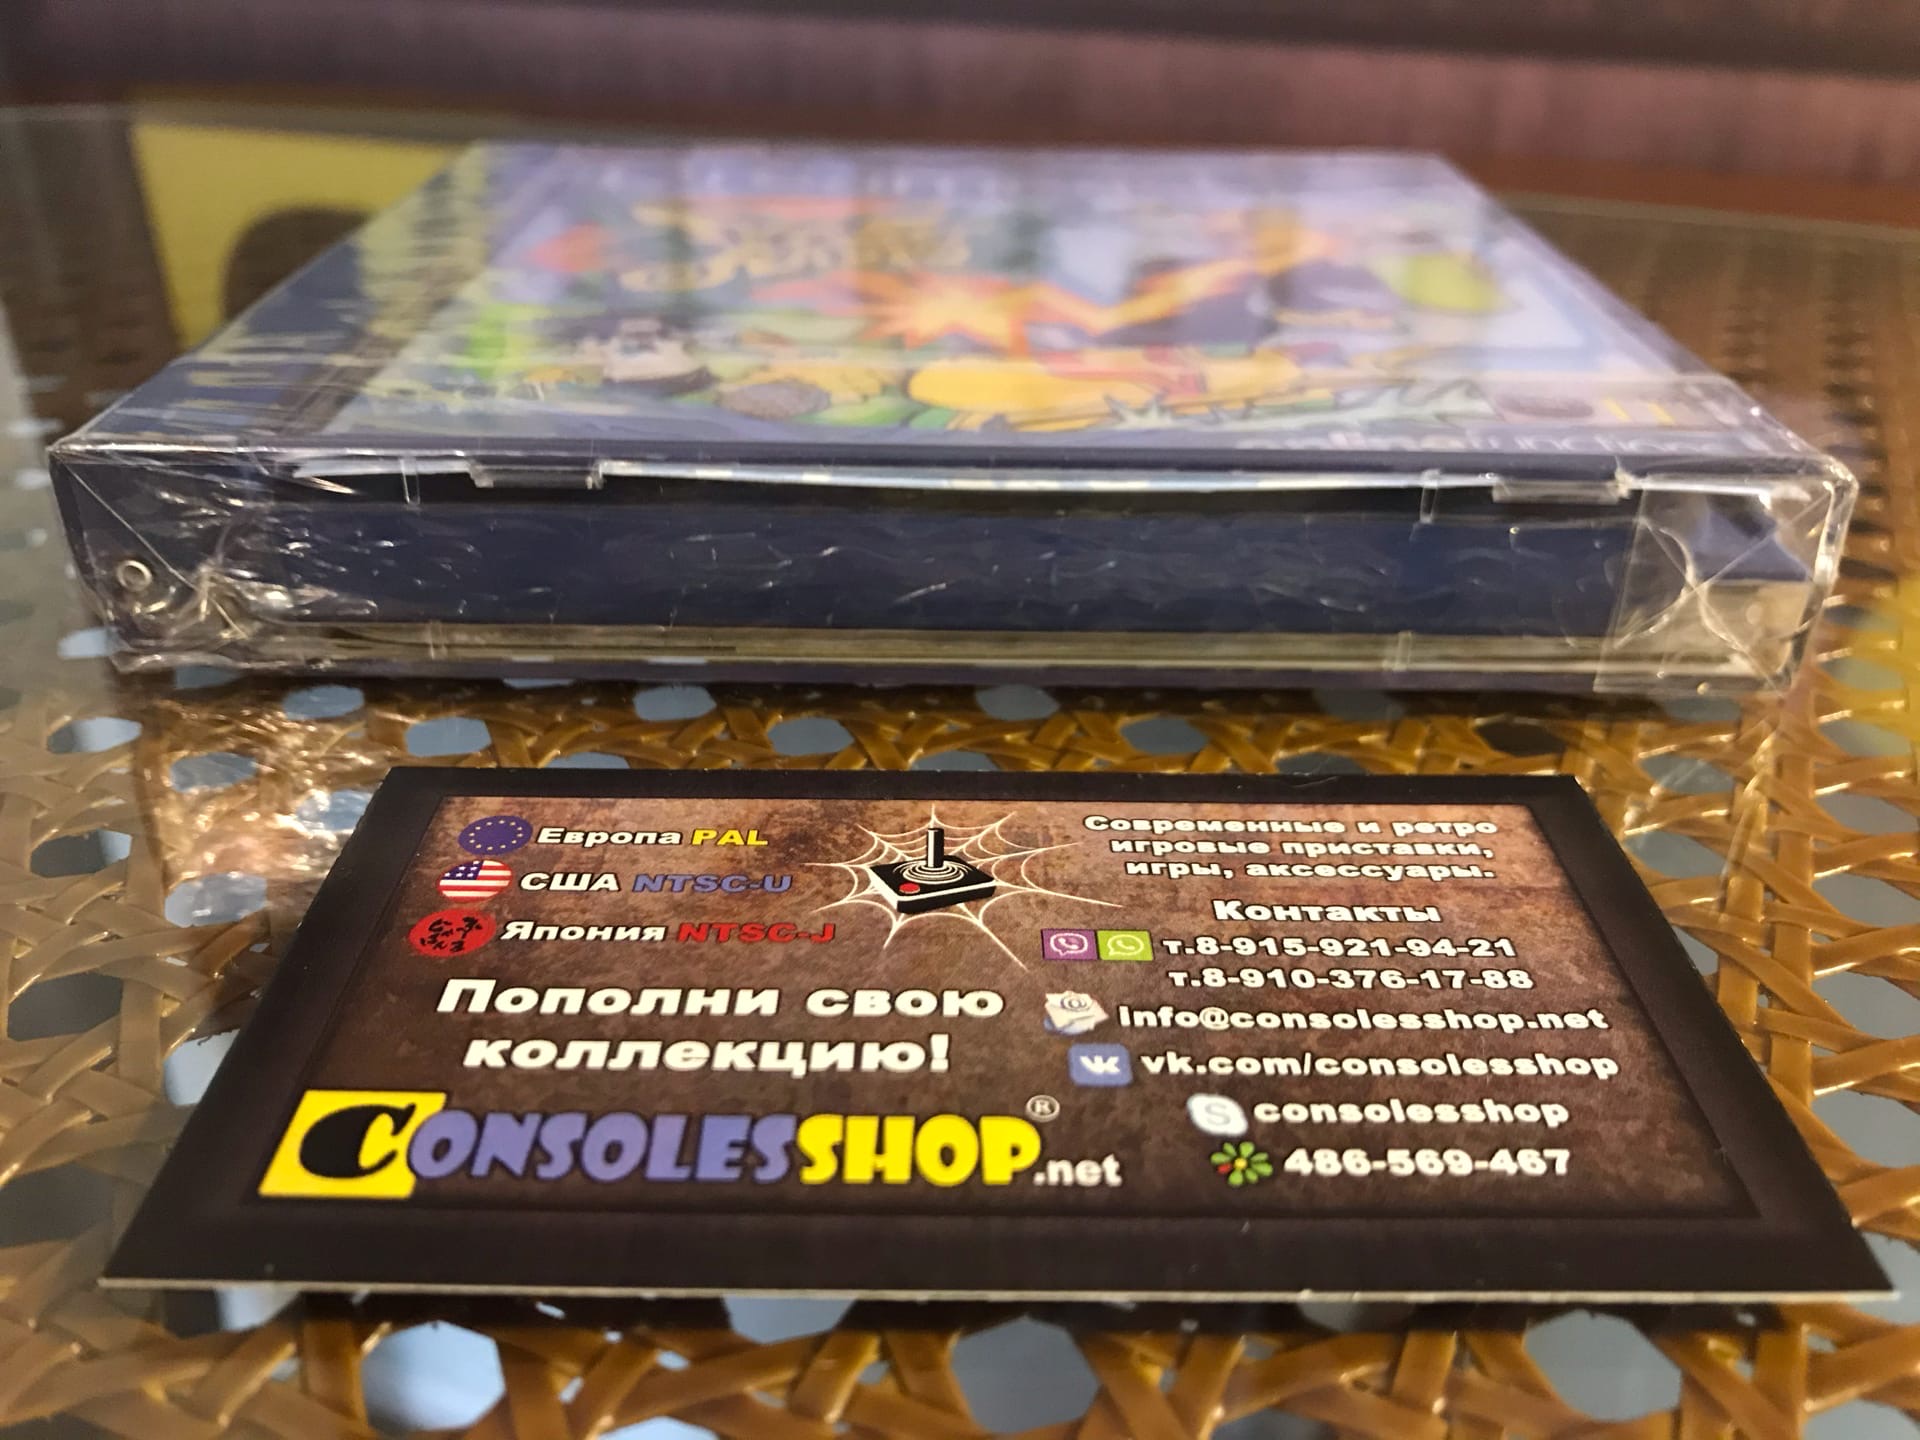 Европа PAL
США NTSC-U
Япония NTSC-J
Пополни свою
коллекцию!
CONSOLESSHOP.net
®
Современные и ретро
игровые приставки,
игры, аксессуары.
Контакты
т.8-915-921-94-21
т.8-910-376-17-88
info@consolesshop.net
vk.com/consolesshop
consolesshop
486-569-467